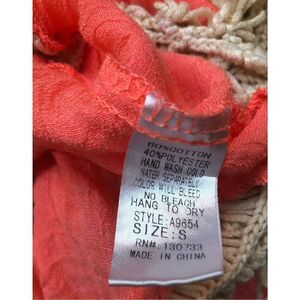 60%COTTON
40%POLYESTER
HAND WASH COLD
WATER SEPARATELY
COLOR WILL BLEED
NO BLEACH
HANG TO DRY
STYLE:A9654
SIZE:S
RN#:130733
MADE IN CHINA